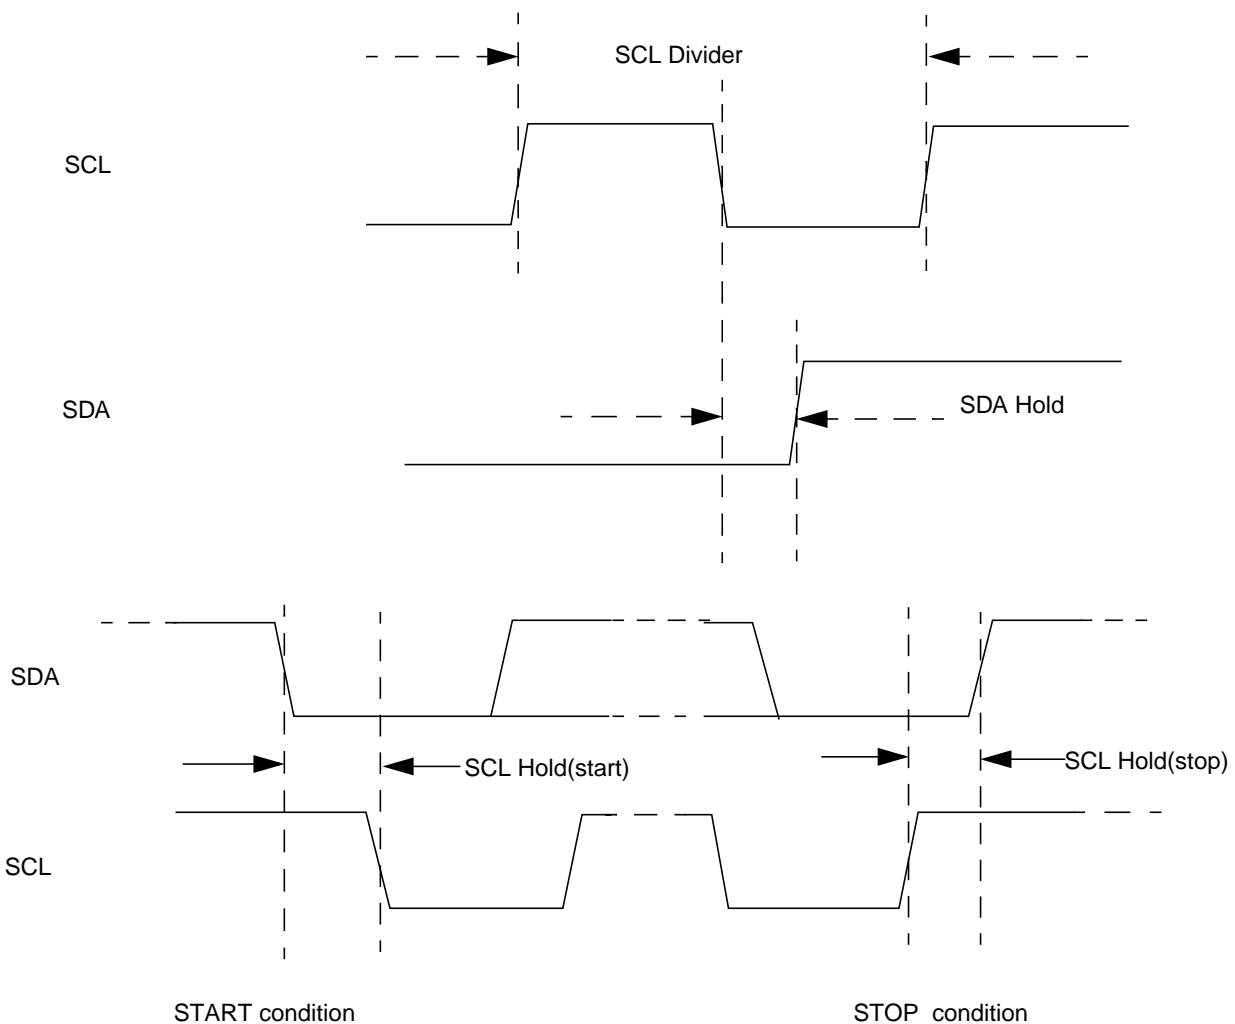 SCL Divider
SCL
SDA
SDA Hold
SDA
SCL Hold(start)
SCL Hold(stop)
SCL
START condition
STOP condition